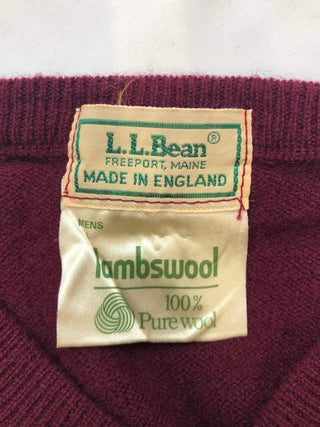 L.L.Bean®
FREEPORT, MAINE
MADE IN ENGLAND
MENS
lambswool
100%
Pure wool